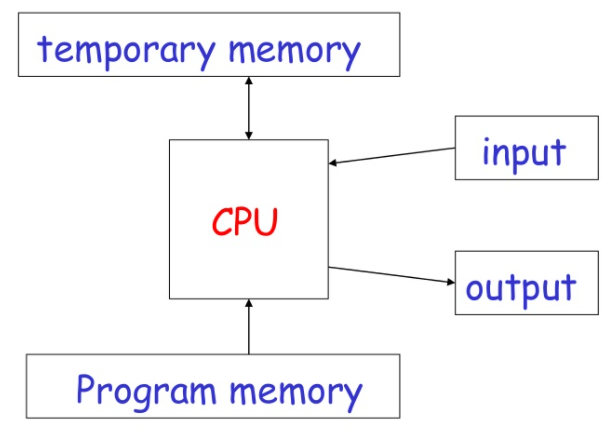 temporary memory
input
CPU
output
Program memory